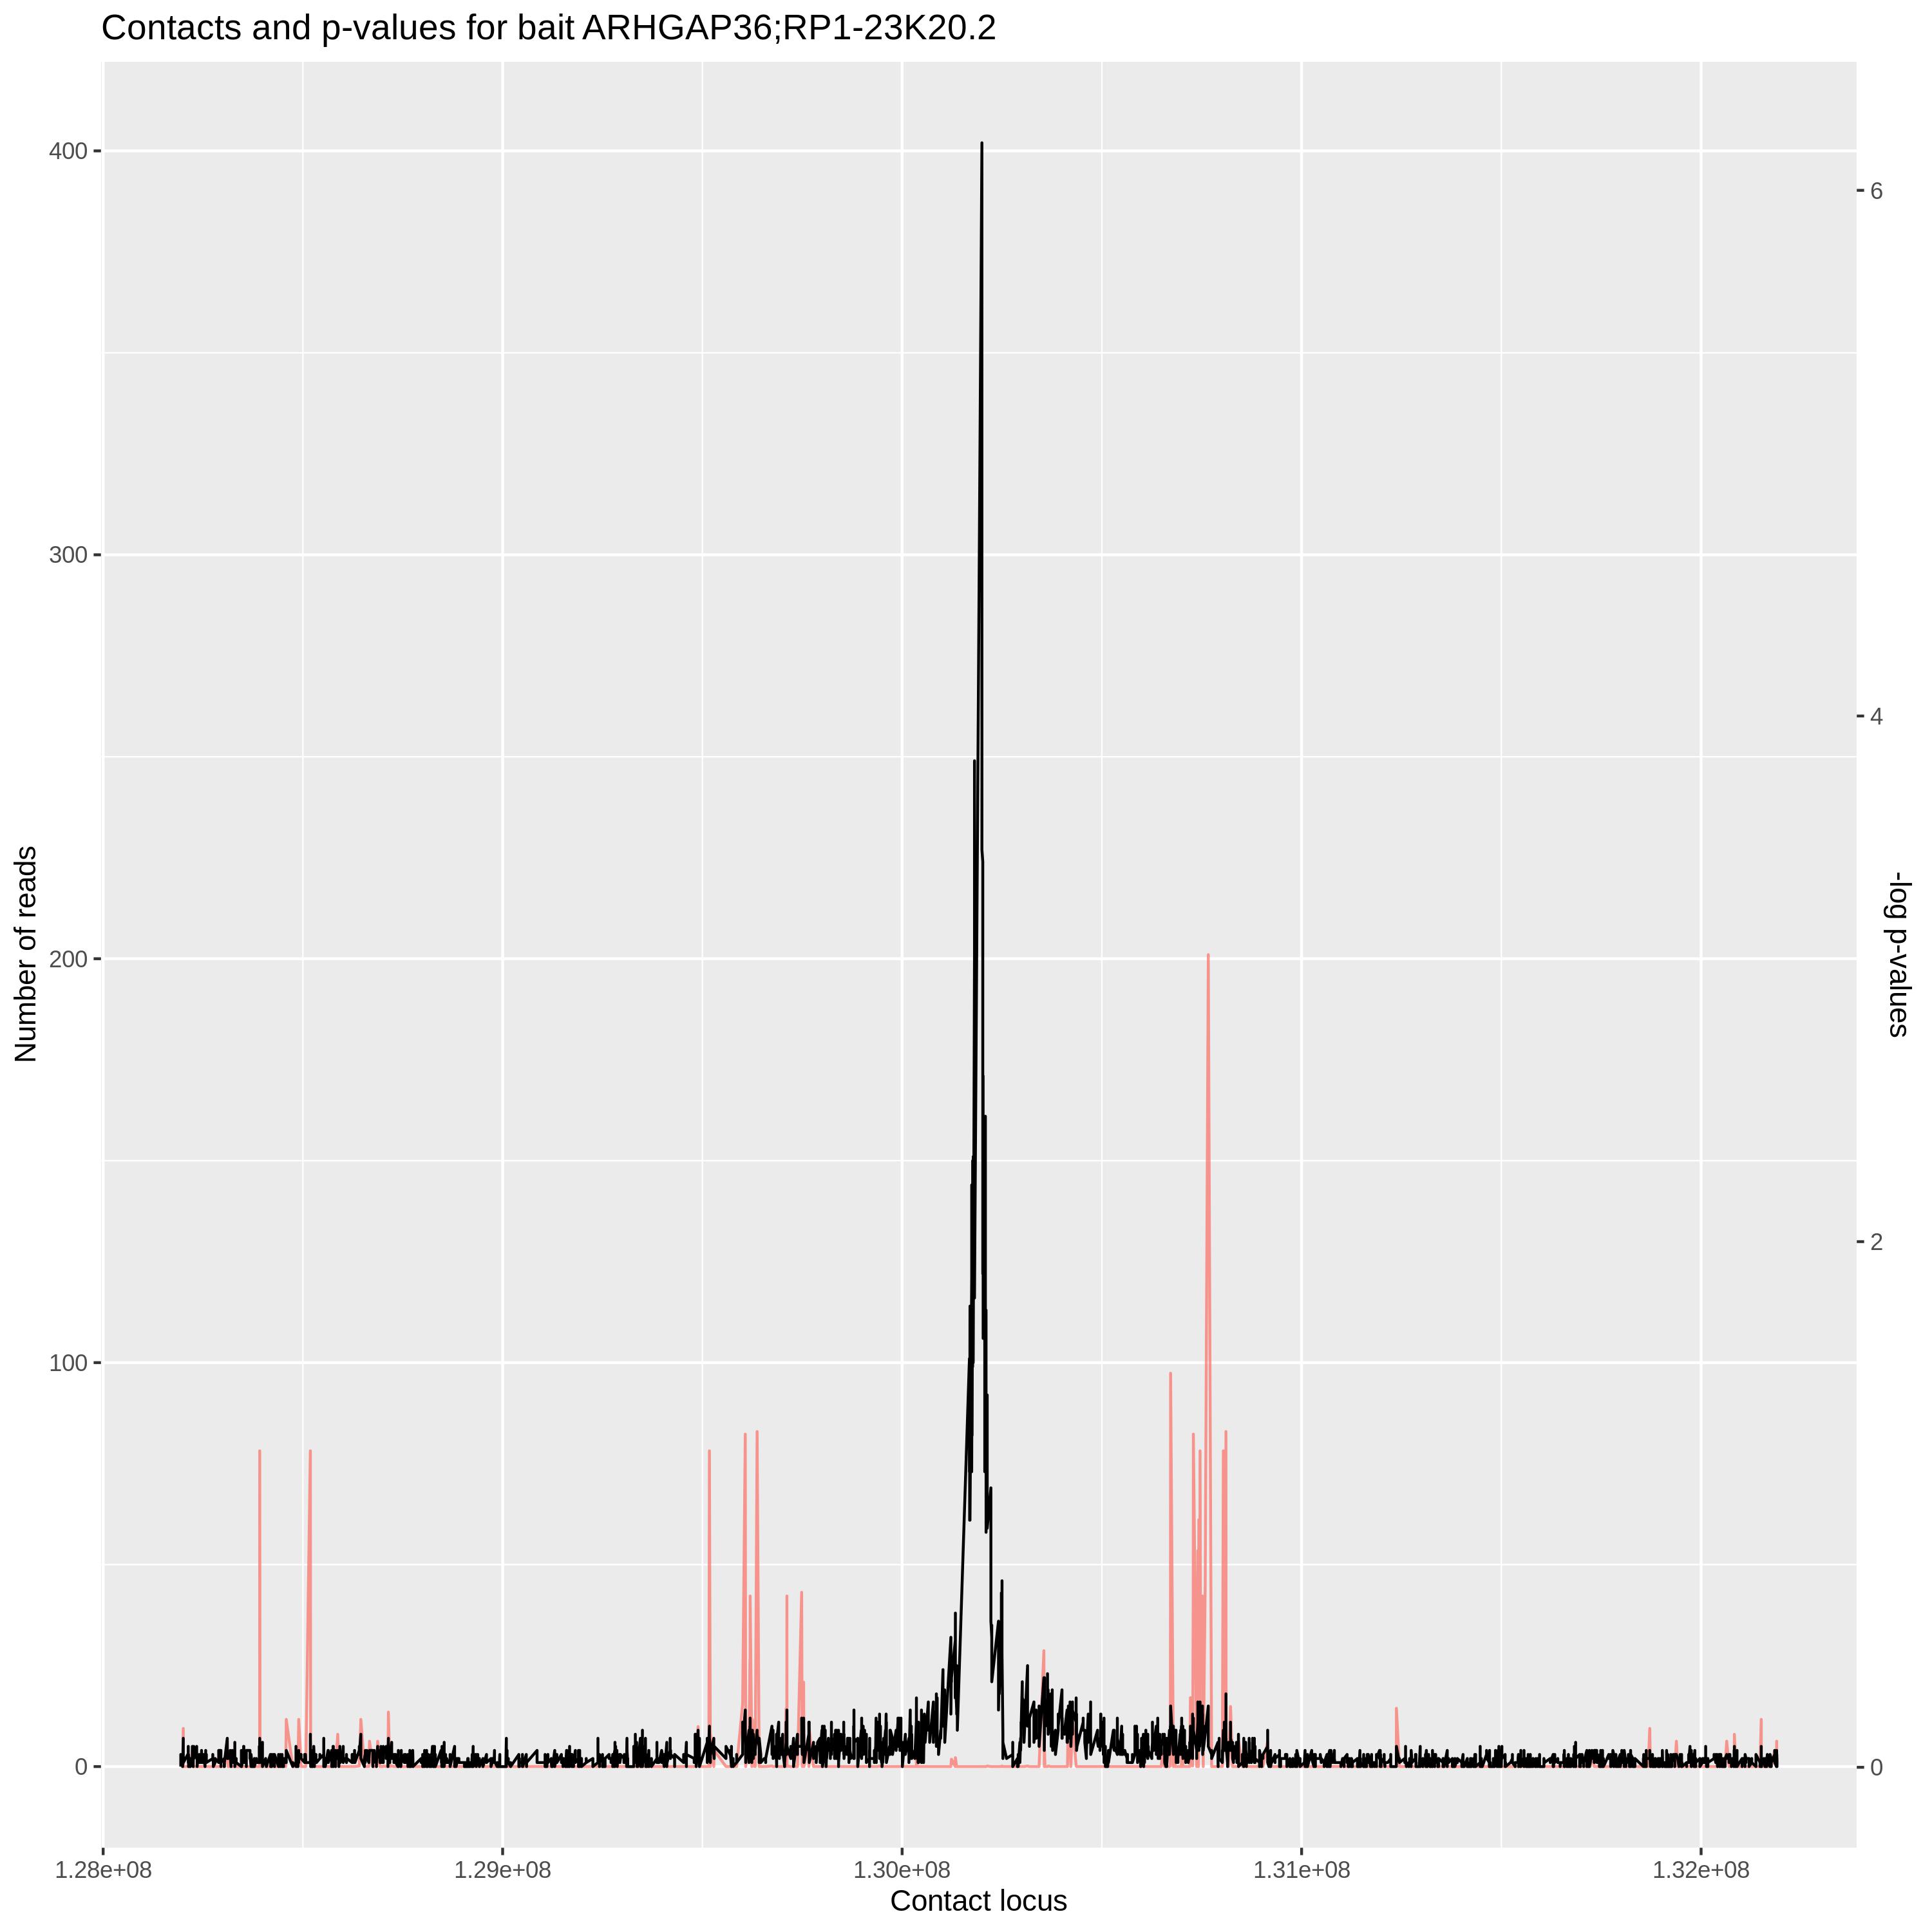 Contacts and p-values for bait ARHGAP36;RP1-23K20.2
400
300
200
100
0
Number of reads
6
4
2
0
-log p-values
1.28e+08
1.29e+08
1.30e+08
1.31e+08
1.32e+08
Contact locus